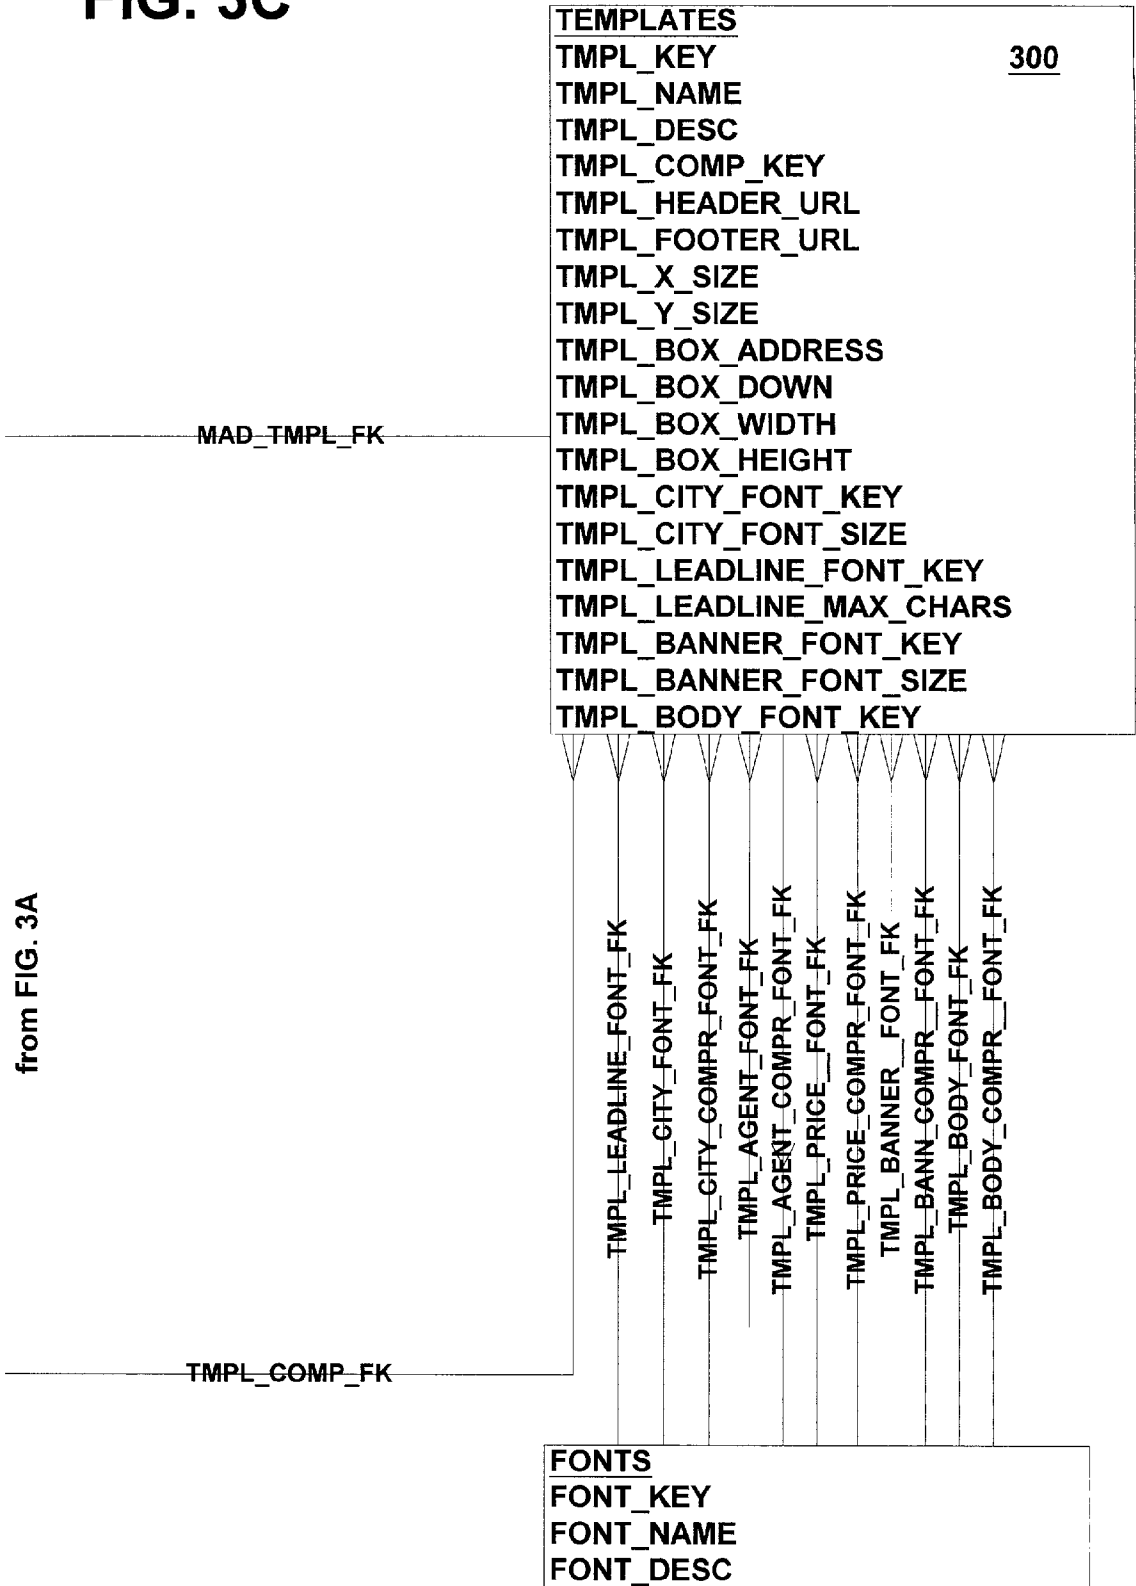 FIG. 3C
TEMPLATES
300
TMPL_KEY
TMPL_NAME
TMPL_DESC
TMPL_COMP_KEY
TMPL_HEADER_URL
TMPL_FOOTER_URL
TMPL_X_SIZE
TMPL_Y_SIZE
TMPL_BOX_ADDRESS
TMPL_BOX_DOWN
TMPL_BOX_WIDTH
TMPL_BOX_HEIGHT
TMPL_CITY_FONT_KEY
TMPL_CITY_FONT_SIZE
TMPL_LEADLINE_FONT_KEY
TMPL_LEADLINE_MAX_CHARS
TMPL_BANNER_FONT_KEY
TMPL_BANNER_FONT_SIZE
TMPL_BODY_FONT_KEY
MAD_TMPL_FK
from FIG. 3A
TMPL_LEADLINE_FONT_FK
TMPL_CITY_FONT_FK
TMPL_CITY_COMPR_FONT_FK
TMPL_AGENT_FONT_FK
TMPL_AGENT_COMPR_FONT_FK
TMPL_PRICE__FONT_FK
TMPL_PRICE_COMPR_FONT_FK
TMPL_BANNER__FONT_FK
TMPL_BANN_COMPR__FONT_FK
TMPL_BODY_FONT_FK
TMPL_BODY_COMPR__FONT_FK
TMPL_COMP_FK
FONTS
FONT_KEY
FONT_NAME
FONT_DESC